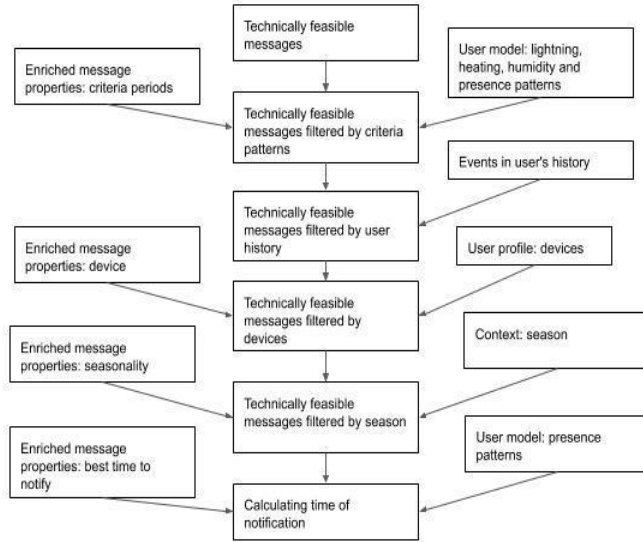 Technically feasible
messages
Enriched message
properties: criteria periods
User model: lightning,
heating, humidity and
presence patterns
Technically feasible
messages filtered by criteria
patterns
Events in user's history
Technically feasible
messages filtered by user
history
Enriched message
properties: device
User profile: devices
Technically feasible
messages filtered by
devices
Enriched message
properties: seasonality
Context: season
Technically feasible
messages filtered by season
Enriched message
properties: best time to
notify
User model: presence
patterns
Calculating time of
notification